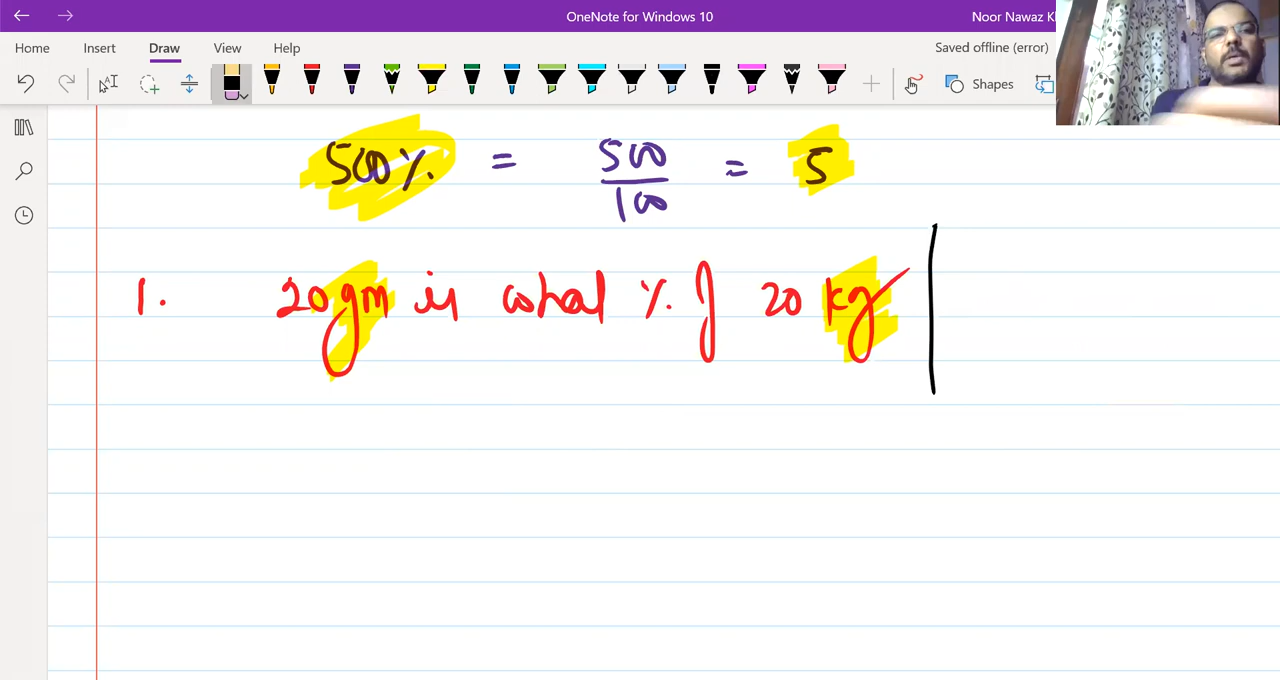 OneNote for Windows 10
Noor Nawaz Kh
Home Insert Draw View Help
Saved offline (error)
Shapes
500% = 500/100 = 5
1. 20gm is what % of 20 kg